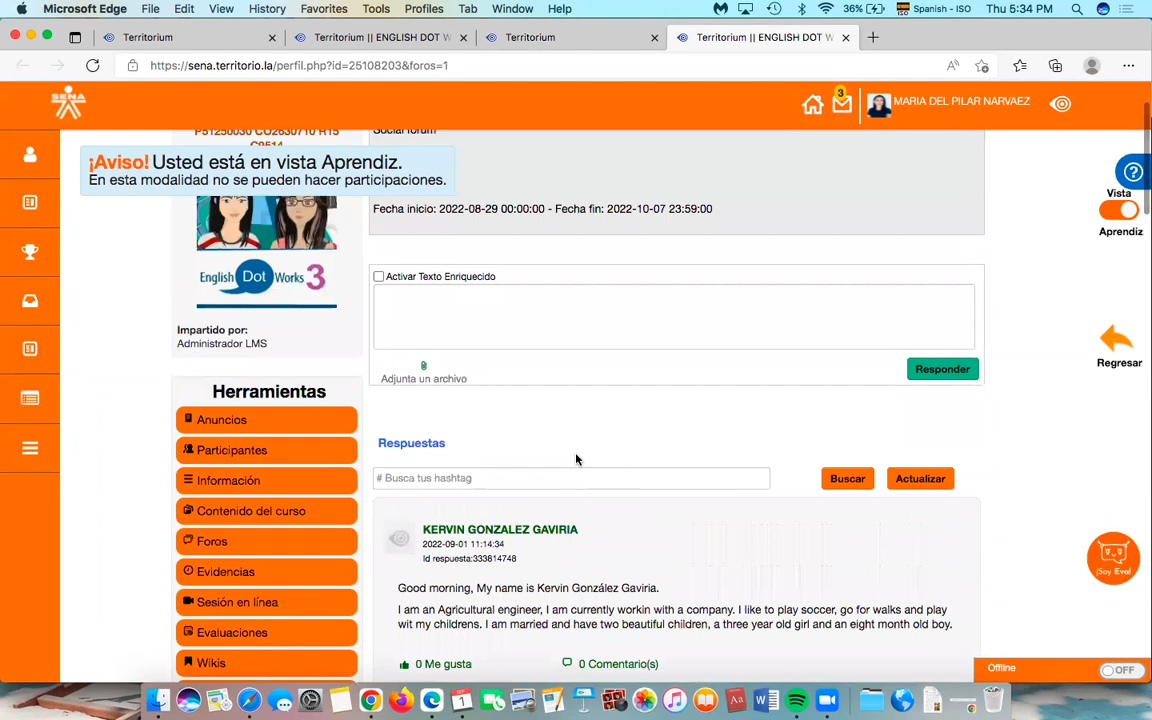 Microsoft Edge File Edit View History Favorites Tools Profiles Tab Window Help 36% Spanish - ISO Thu 5:34 PM
Territorium Territorium || ENGLISH DOT W Territorium Territorium || ENGLISH DOT W
https://sena.territorio.la/perfil.php?id=25108203&foros=1
SENA
3
MARIA DEL PILAR NARVAEZ
P51250030 CO2630710 R15
C9514
Social forum
¡Aviso! Usted está en vista Aprendiz.
En esta modalidad no se pueden hacer participaciones.
Fecha inicio: 2022-08-29 00:00:00 - Fecha fin: 2022-10-07 23:59:00
?
Vista
Aprendiz
English Dot Works 3
Activar Texto Enriquecido
Impartido por:
Administrador LMS
Adjunta un archivo
Responder
Regresar
Herramientas
Anuncios
Participantes
Información
Contenido del curso
Foros
Evidencias
Sesión en línea
Evaluaciones
Wikis
Respuestas
# Busca tus hashtag
Buscar
Actualizar
KERVIN GONZALEZ GAVIRIA
2022-09-01 11:14:34
Id respuesta:333814748
Good morning, My name is Kervin González Gaviria.
I am an Agricultural engineer, I am currently workin with a company. I like to play soccer, go for walks and play
wit my childrens. I am married and have two beautiful children, a three year old girl and an eight month old boy.
0 Me gusta
0 Comentario(s)
¡Soy Eva!
Offline
OFF